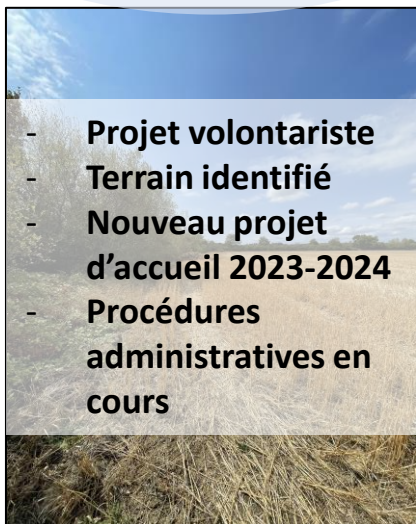 - Projet volontariste
- Terrain identifié
- Nouveau projet
d'accueil 2023-2024
- Procédures
administratives en
cours